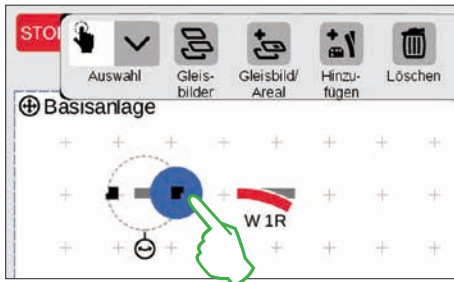 STO
Auswahl
Gleis-
bilder
Gleisbild/
Areal
Hinzu-
fügen
Löschen
Basisanlage
W 1R